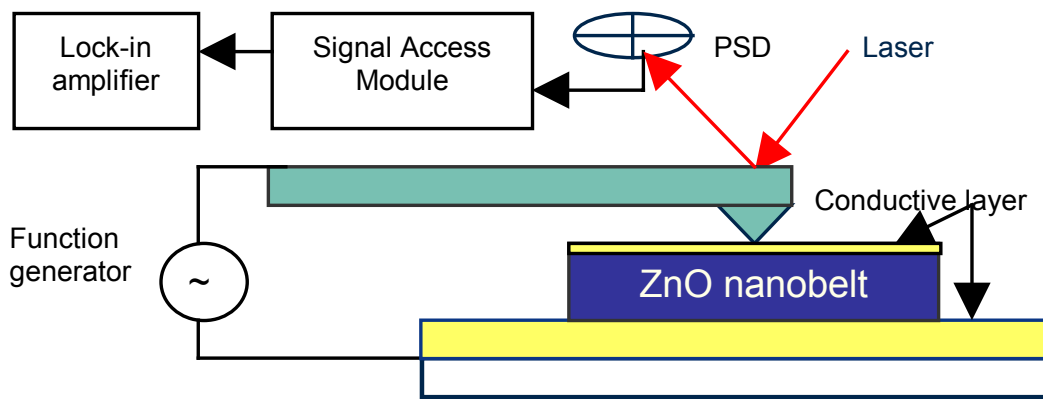 Lock-in
amplifier
Signal Access
Module
PSD
Laser
Conductive layer
Function
generator
~
ZnO nanobelt